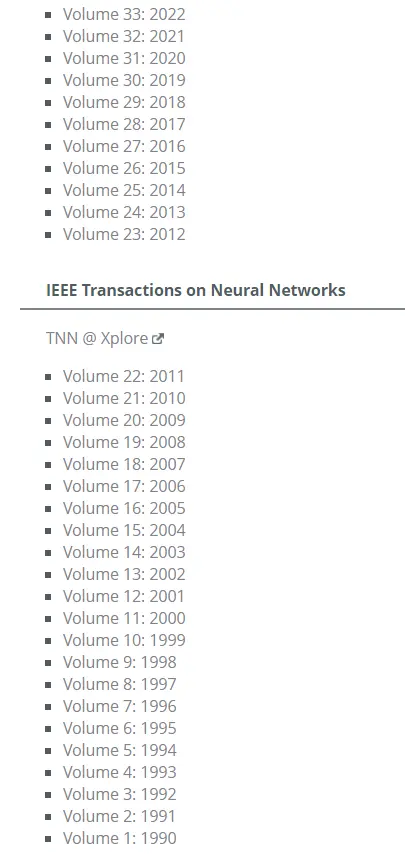 Volume 33: 2022
Volume 32: 2021
Volume 31: 2020
Volume 30: 2019
Volume 29: 2018
Volume 28: 2017
Volume 27: 2016
Volume 26: 2015
Volume 25: 2014
Volume 24: 2013
Volume 23: 2012
IEEE Transactions on Neural Networks
TNN @ Xplore
Volume 22: 2011
Volume 21: 2010
Volume 20: 2009
Volume 19: 2008
Volume 18: 2007
Volume 17: 2006
Volume 16: 2005
Volume 15: 2004
Volume 14: 2003
Volume 13: 2002
Volume 12: 2001
Volume 11: 2000
Volume 10: 1999
Volume 9: 1998
Volume 8: 1997
Volume 7: 1996
Volume 6: 1995
Volume 5: 1994
Volume 4: 1993
Volume 3: 1992
Volume 2: 1991
Volume 1: 1990